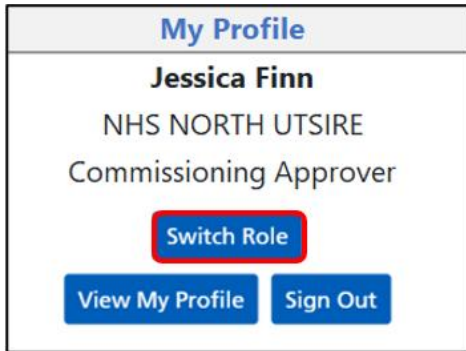 My Profile
Jessica Finn
NHS NORTH UTSIRE
Commissioning Approver
Switch Role
View My Profile Sign Out